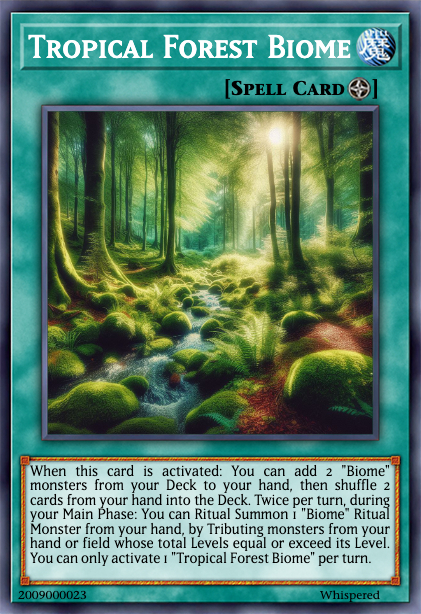 Tropical Forest Biome
魔
[Spell Card]
When this card is activated: You can add 2 "Biome"
monsters from your Deck to your hand, then shuffle 2
cards from your hand into the Deck. Twice per turn, during
your Main Phase: You can Ritual Summon 1 "Biome" Ritual
Monster from your hand, by Tributing monsters from your
hand or field whose total Levels equal or exceed its Level.
You can only activate 1 "Tropical Forest Biome" per turn.
2009000023 Whispered